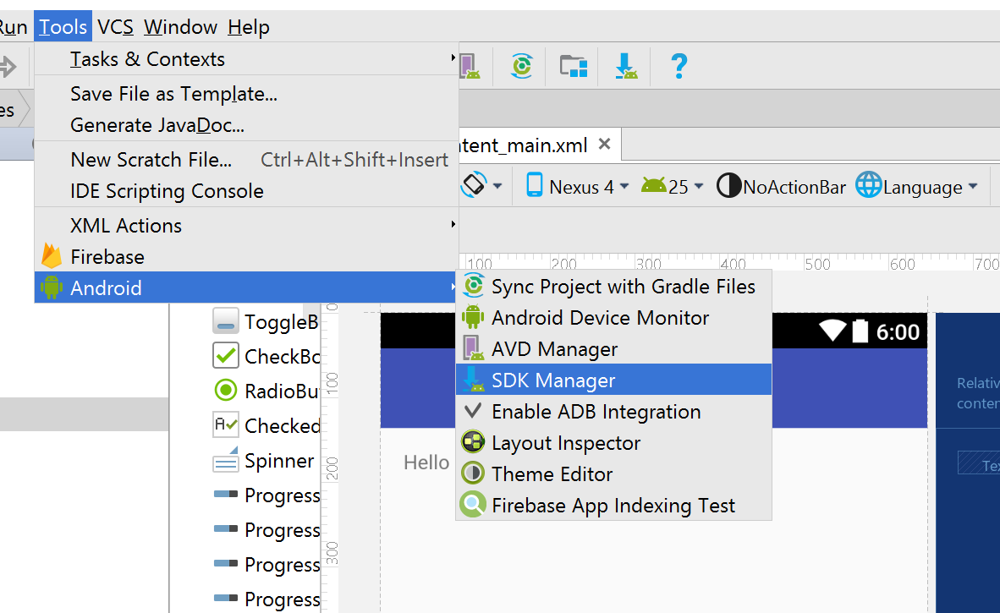 Run Tools VCS Window Help
Tasks & Contexts
Save File as Template...
Generate JavaDoc...
New Scratch File... Ctrl+Alt+Shift+Insert
IDE Scripting Console
XML Actions
Firebase
Android
es
ntent_main.xml
Nexus 4 25 NoActionBar Language
100 200 300 400 500 600 700
Sync Project with Gradle Files
Android Device Monitor
AVD Manager
SDK Manager
Enable ADB Integration
Layout Inspector
Theme Editor
Firebase App Indexing Test
ToggleB
CheckBo
RadioBu
Checked
Spinner
Progress
Progress
Progress
Progress
0
100
200
300
6:00
Hello
Relativ
conten
Tex